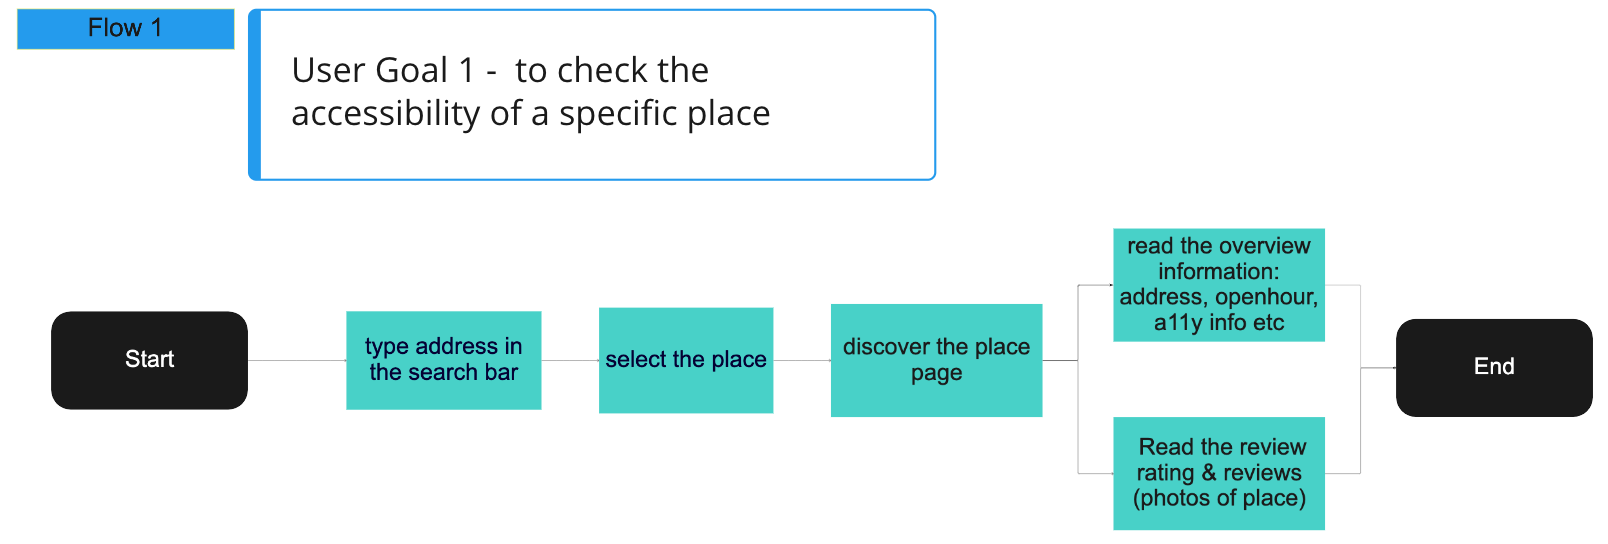 Flow 1
User Goal 1 -  to check the
accessibility of a specific place
Start
type address in
the search bar
select the place
discover the place
page
read the overview
information:
address, openhour,
a11y info etc
Read the review
rating & reviews
(photos of place)
End